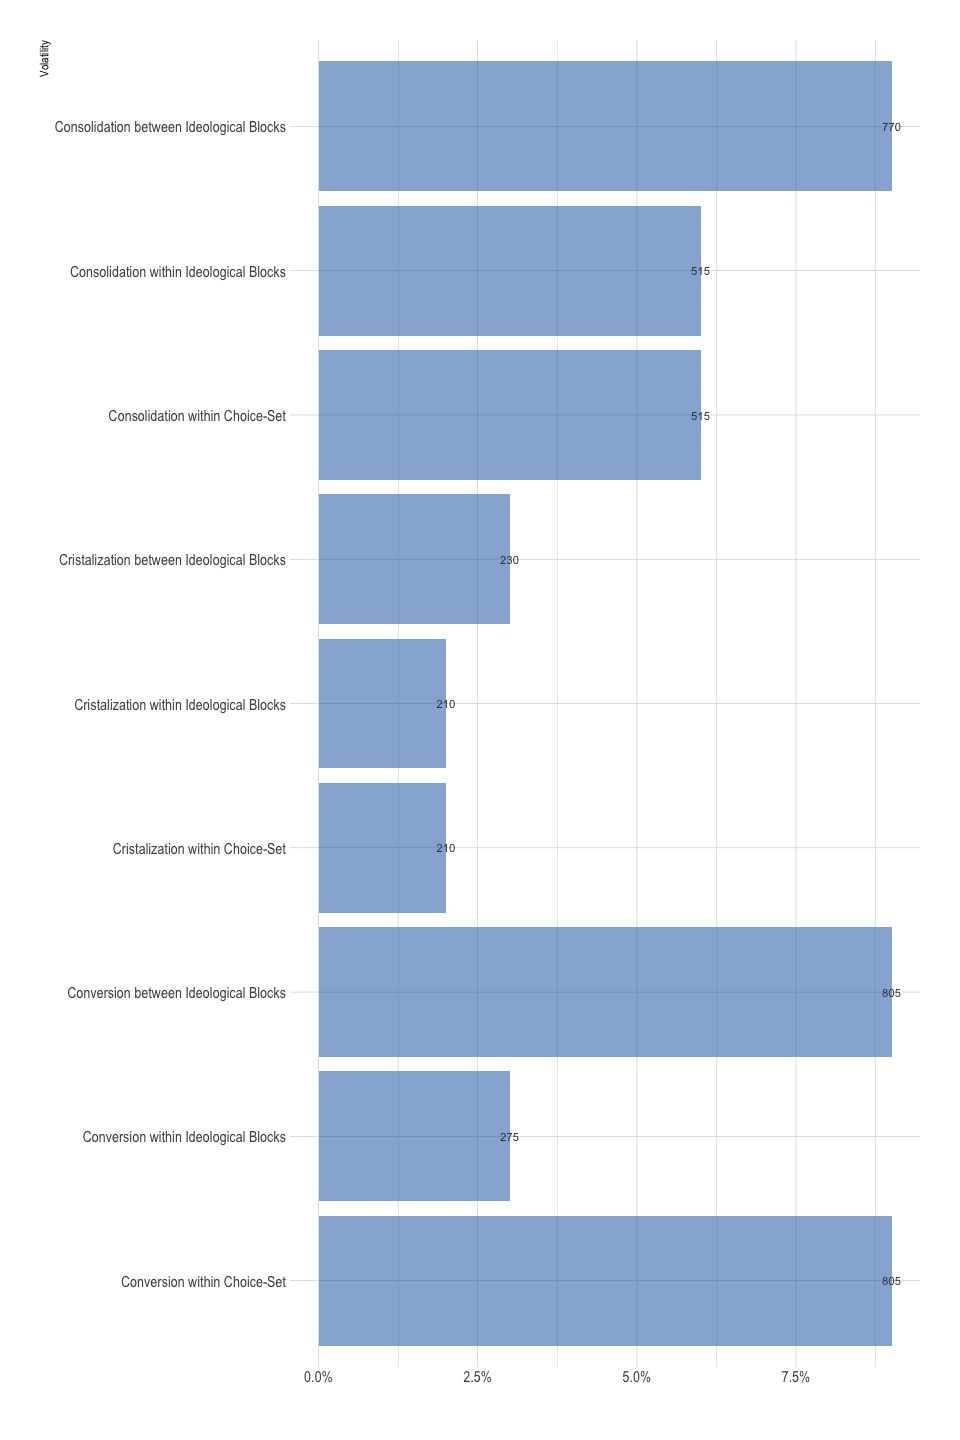 Volatility
Consolidation between Ideological Blocks
770
Consolidation within Ideological Blocks
515
Consolidation within Choice-Set
515
Cristalization between Ideological Blocks
230
Cristalization within Ideological Blocks
210
Cristalization within Choice-Set
210
Conversion between Ideological Blocks
805
Conversion within Ideological Blocks
275
Conversion within Choice-Set
805
0.0% 2.5% 5.0% 7.5%